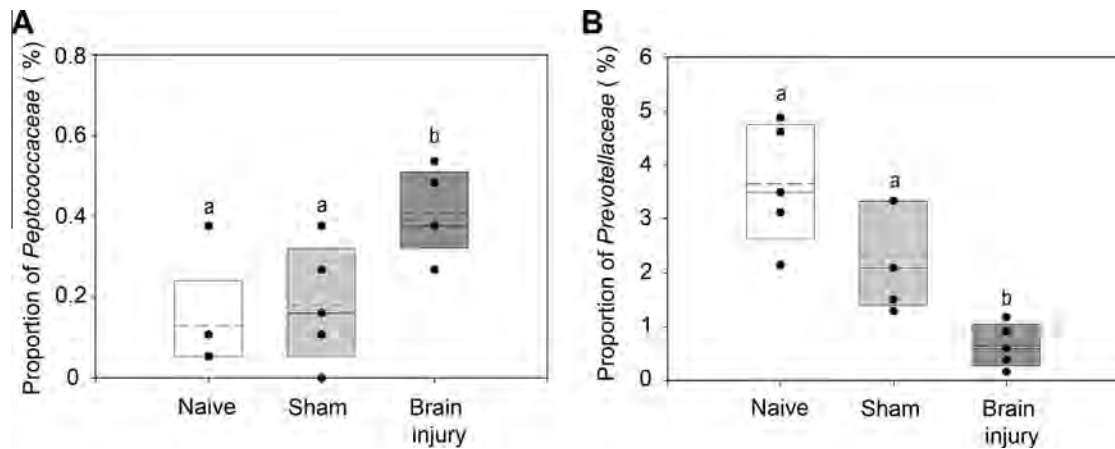 A
Proportion of Peptococcaceae ( %)
0.8
0.6
0.4
0.2
0
a
a
b
Naive
Sham
Brain
injury
B
Proportion of Prevotellaceae ( %)
6
5
4
3
2
1
0
a
a
b
Naive
Sham
Brain
injury